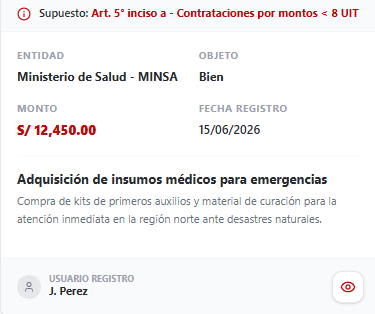 Supuesto: Art. 5° inciso a - Contrataciones por montos < 8 UIT
ENTIDAD
OBJETO
Ministerio de Salud - MINSA
Bien
MONTO
FECHA REGISTRO
S/ 12,450.00
15/06/2026
Adquisición de insumos médicos para emergencias
Compra de kits de primeros auxilios y material de curación para la
atención inmediata en la región norte ante desastres naturales.
USUARIO REGISTRO
J. Perez